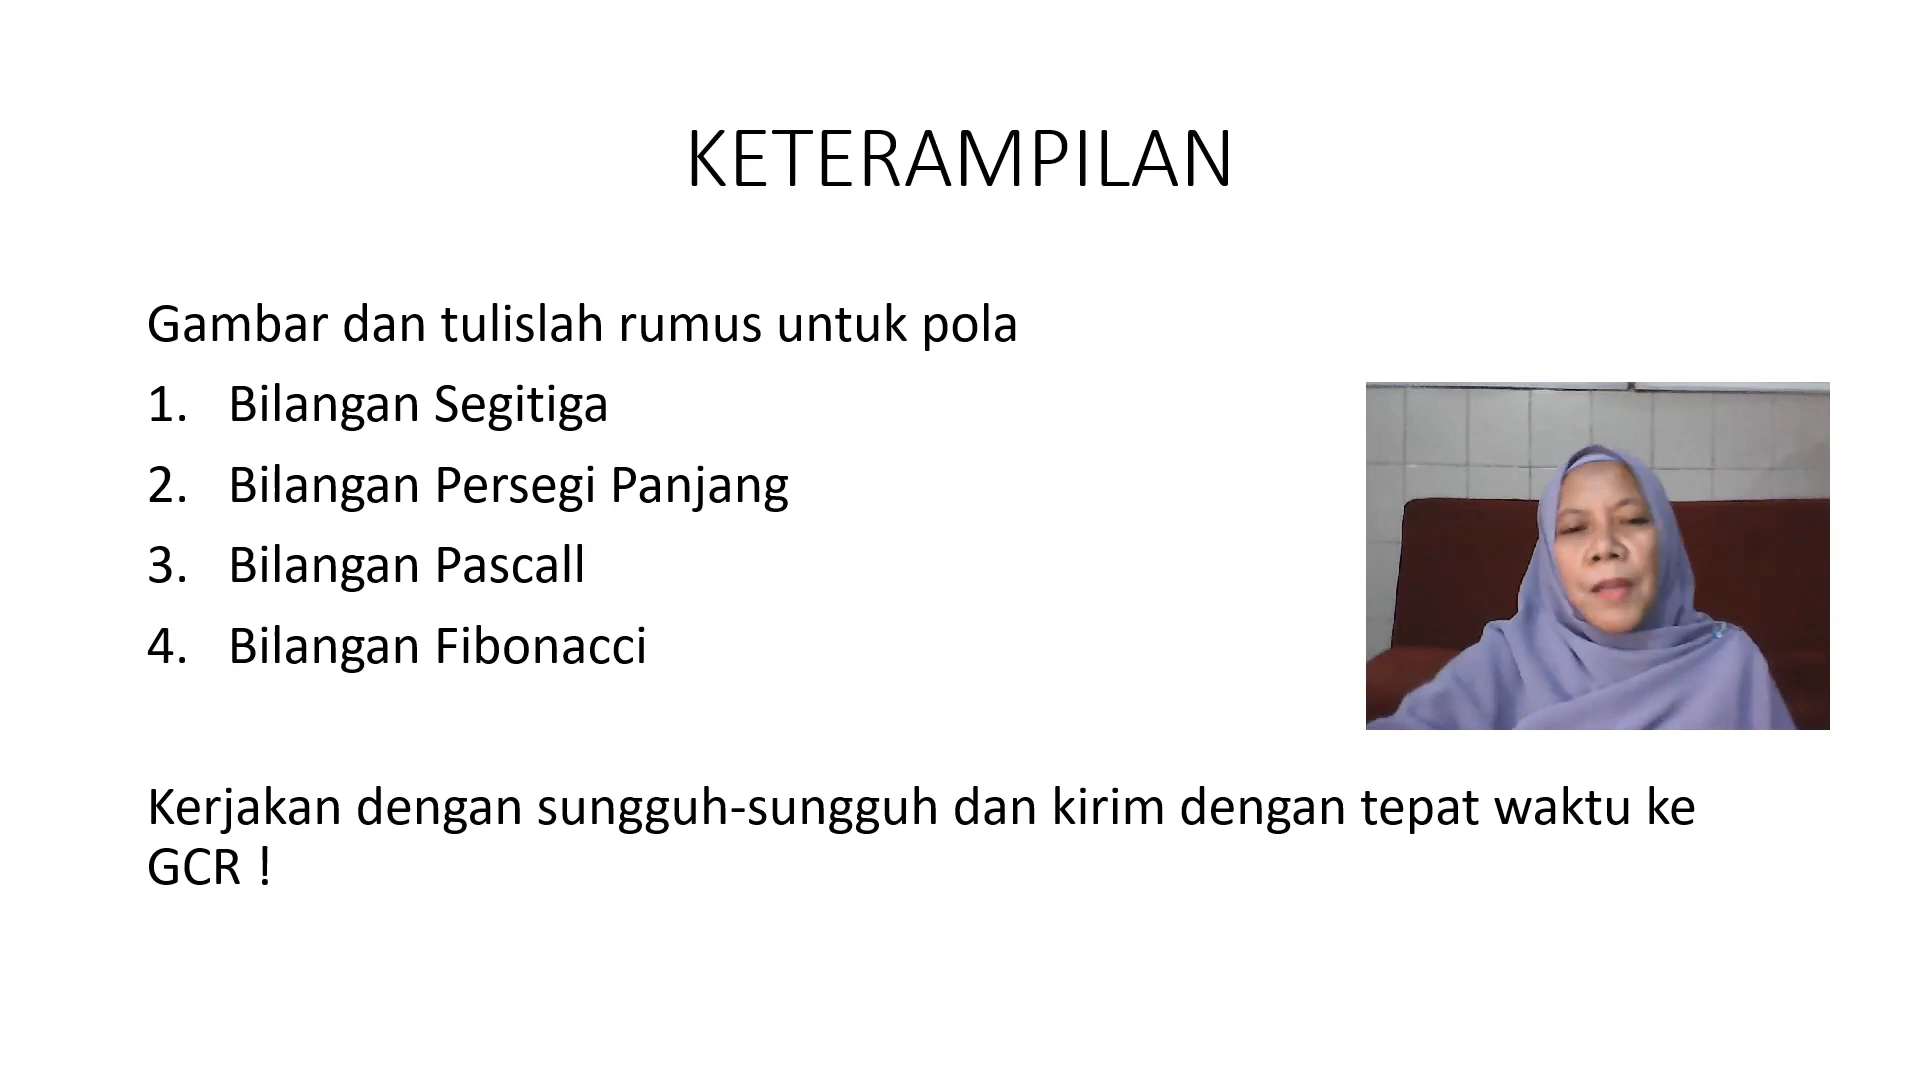 KETERAMPILAN
Gambar dan tulislah rumus untuk pola
1. Bilangan Segitiga
2. Bilangan Persegi Panjang
3. Bilangan Pascall
4. Bilangan Fibonacci
Kerjakan dengan sungguh-sungguh dan kirim dengan tepat waktu ke
GCR !